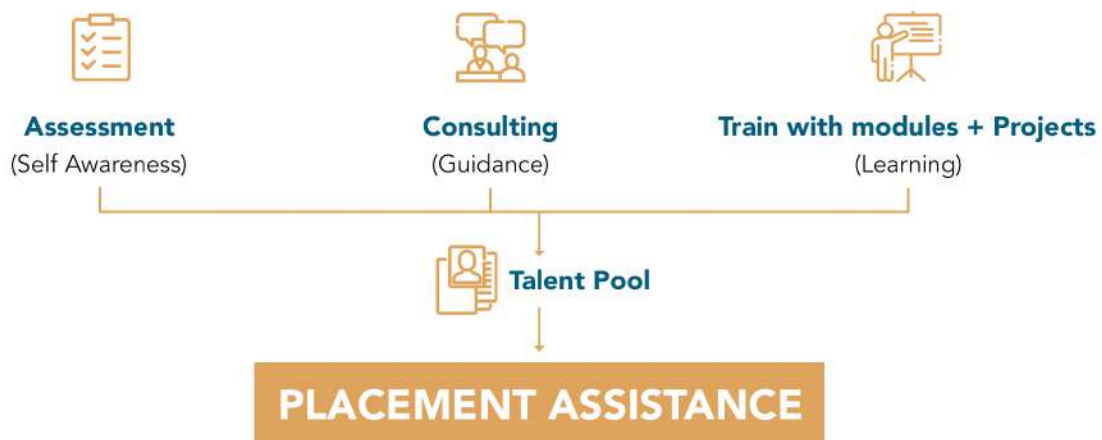 Assessment
(Self Awareness)
Consulting
(Guidance)
Train with modules + Projects
(Learning)
Talent Pool
PLACEMENT ASSISTANCE